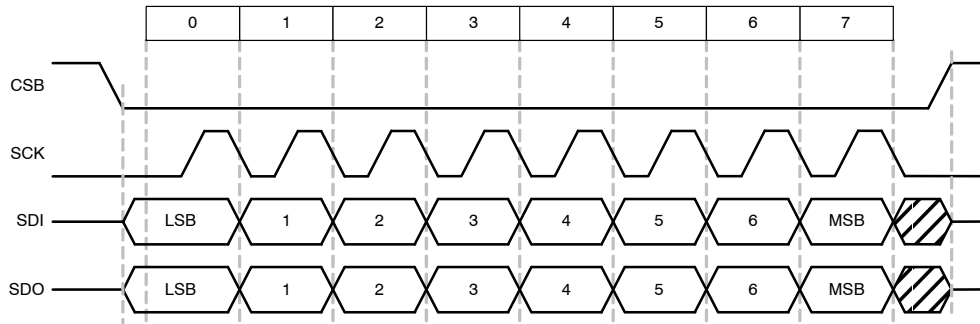 0 1 2 3 4 5 6 7
CSB
SCK
SDI LSB 1 2 3 4 5 6 MSB
SDO LSB 1 2 3 4 5 6 MSB